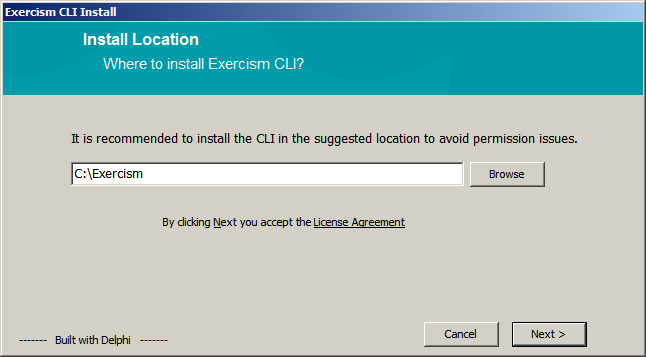 Exercism CLI Install
Install Location
Where to install Exercism CLI?
It is recommended to install the CLI in the suggested location to avoid permission issues.
C:\Exercism
Browse
By clicking Next you accept the License Agreement
Cancel
Next >
------- Built with Delphi -------